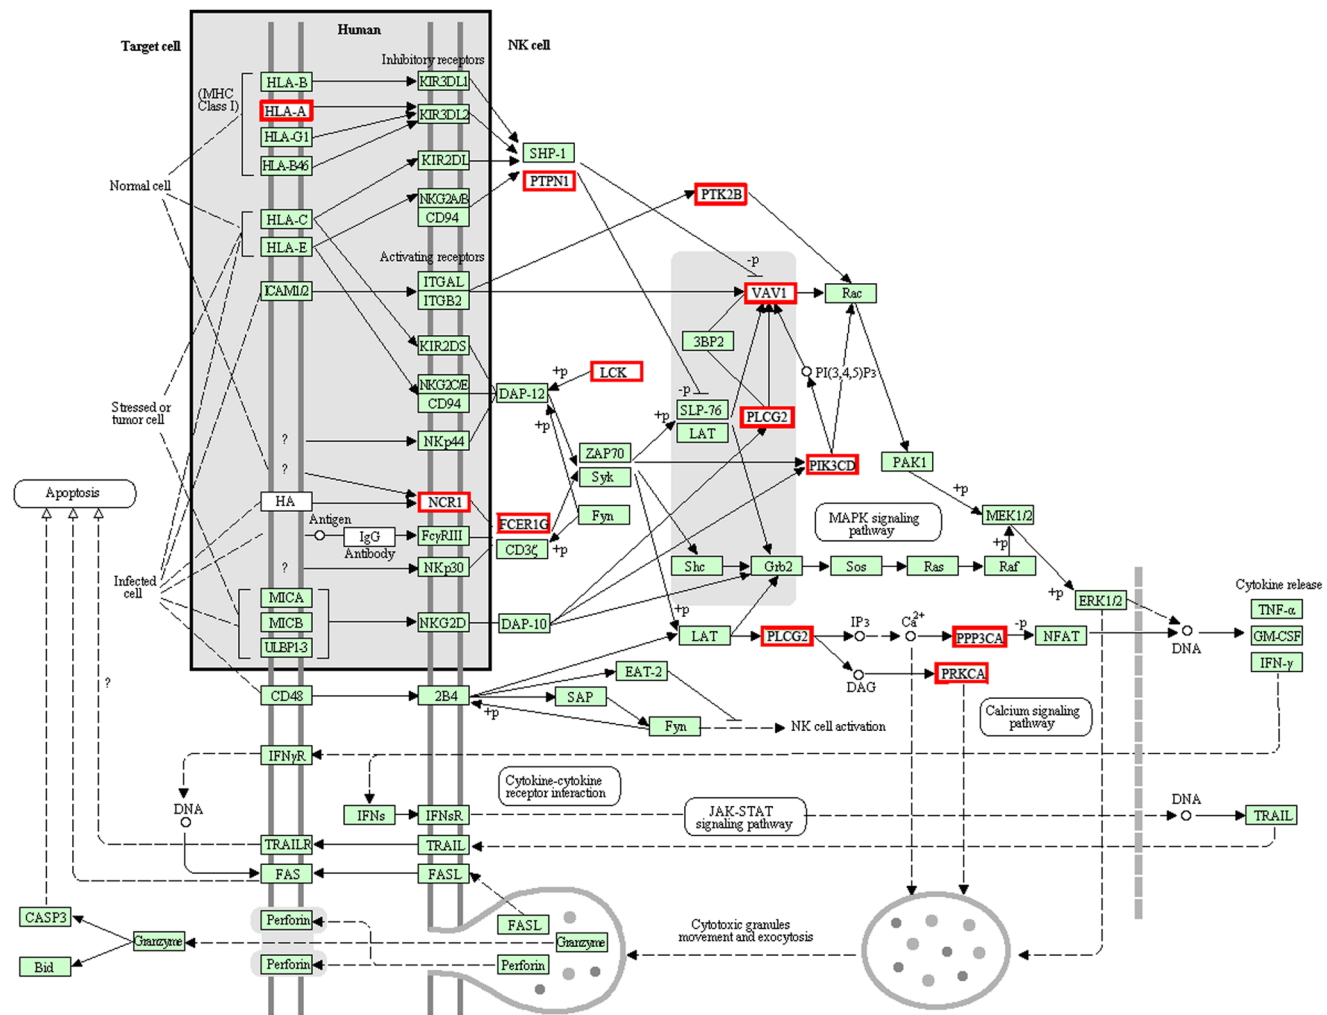 Target cell
Human
NK cell
Inhibitory receptors
(MHC
Class I)
HLA-B
KIR3DL1
HLA-A
KIR3DL2
HLA-G1
SHP-1
HLA-B46
KIR2DL
PTPN1
Normal cell
PTK2B
NKG2A/B
CD94
HLA-C
HLA-E
Activating receptors
-p
ICAM1/2
ITGAL
ITGB2
VAV1
Rac
3BP2
KIR2DS
PI(3,4,5)P3
LCK
+p
NKG2C/E
CD94
DAP-12
-p
Stressed or
tumor cell
SLP-76
PLCG2
+p
+p
LAT
?
NKp44
ZAP70
Syk
PIK3CD
PAK1
?
Apoptosis
HA
NCR1
+p
Antigen
FCER1G
Fyn
MAPK signaling
pathway
MEK1/2
IgG
Antibody
FcγRIII
CD3ζ
+p
+p
?
NKp30
Shc
Grb2
Sos
Ras
Raf
Infected
cell
Cytokine release
MICA
+p
ERK1/2
TNF-α
MICB
NKG2D
DAP-10
+p
LAT
PLCG2
IP3
Ca2+
PPP3CA
-p
NFAT
DNA
GM-CSF
ULBP1-3
IFN-γ
EAT-2
DAG
PRKCA
?
CD48
2B4
SAP
+p
Fyn
NK cell activation
Calcium signaling
pathway
IFNγR
Cytokine-cytokine
receptor interaction
DNA
IFNs
IFNsR
JAK-STAT
signaling pathway
DNA
TRAIL
TRAILR
TRAIL
FAS
FASL
CASP3
Perforin
FASL
Cytotoxic granules
movement and exocytosis
Granzyme
Granzyme
Bid
Perforin
Perforin